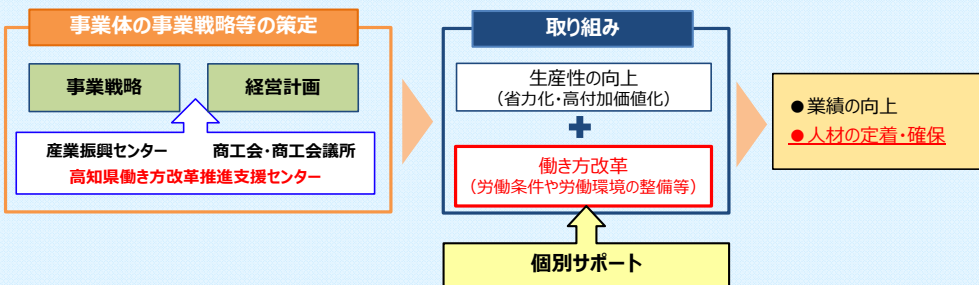 事業体の事業戦略等の策定
事業戦略
経営計画
産業振興センター 商工会・商工会議所
高知県働き方改革推進支援センター
取り組み
生産性の向上
（省力化・高付加価値化）
+
働き方改革
（労働条件や労働環境の整備等）
個別サポート
●業績の向上
●人材の定着・確保